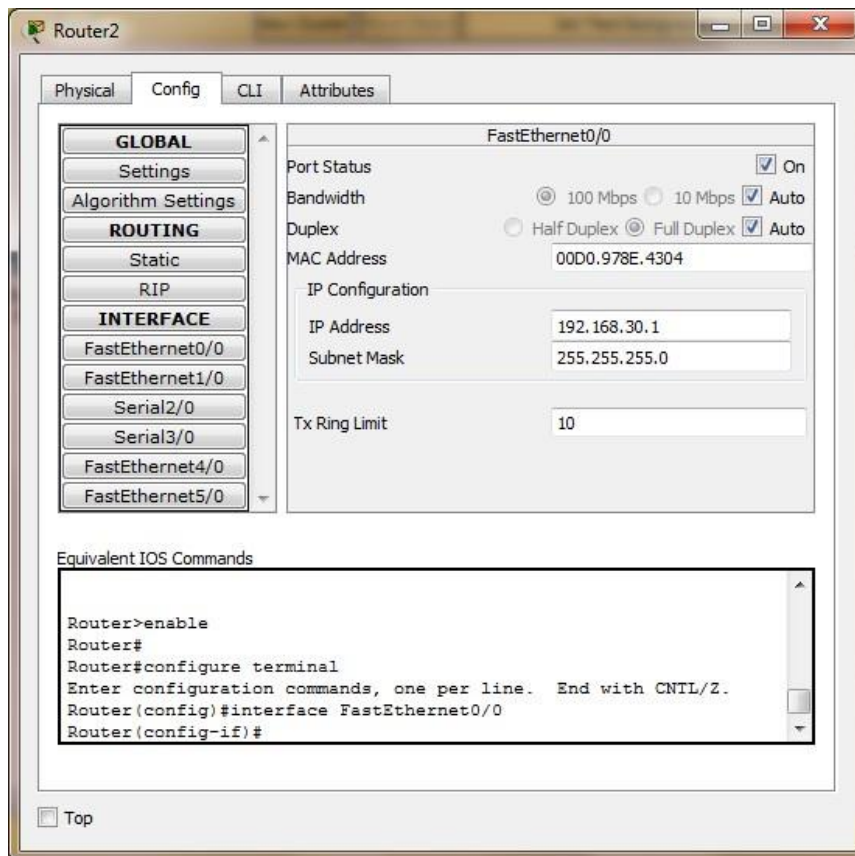 Router2
Physical Config CLI Attributes
GLOBAL
Settings
Algorithm Settings
ROUTING
Static
RIP
INTERFACE
FastEthernet0/0
FastEthernet1/0
Serial2/0
Serial3/0
FastEthernet4/0
FastEthernet5/0
FastEthernet0/0
Port Status On
Bandwidth 100 Mbps 10 Mbps Auto
Duplex Half Duplex Full Duplex Auto
MAC Address 00D0.978E.4304
IP Configuration
IP Address 192.168.30.1
Subnet Mask 255.255.255.0
Tx Ring Limit 10
Equivalent IOS Commands
Router>enable
Router#
Router#configure terminal
Enter configuration commands, one per line. End with CNTL/Z.
Router(config)#interface FastEthernet0/0
Router(config-if)#
Top